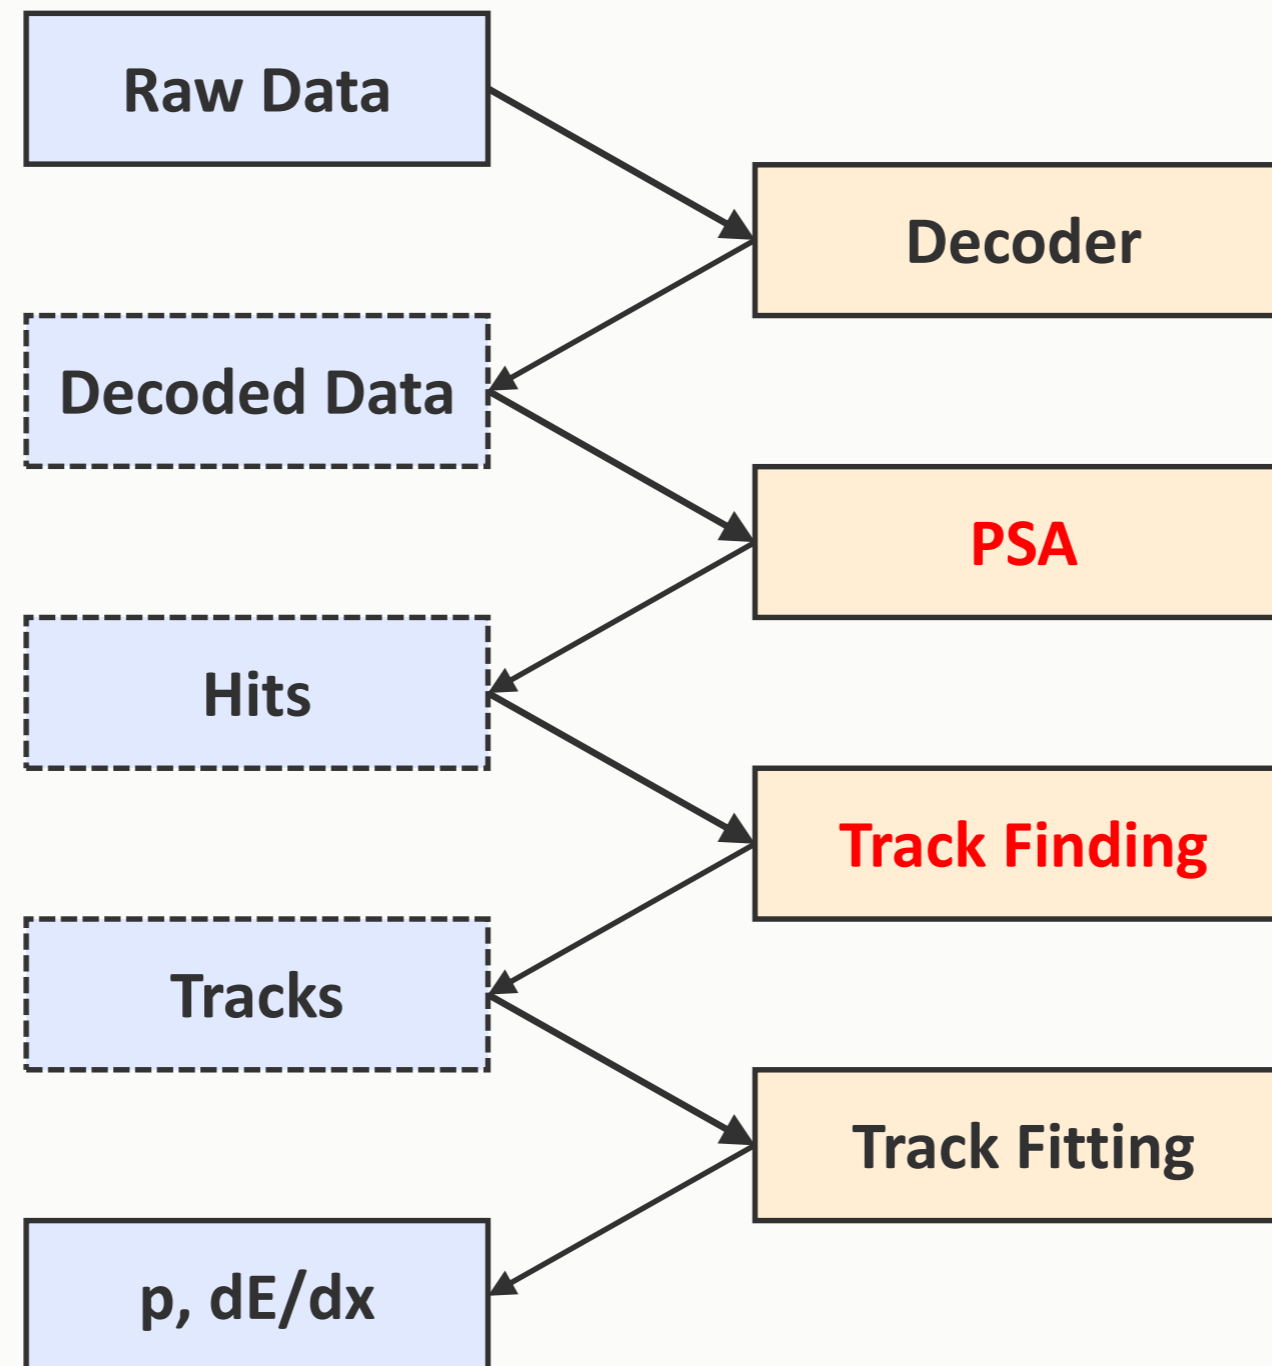 Raw Data
Decoder
Decoded Data
PSA
Hits
Track Finding
Tracks
Track Fitting
p, dE/dx